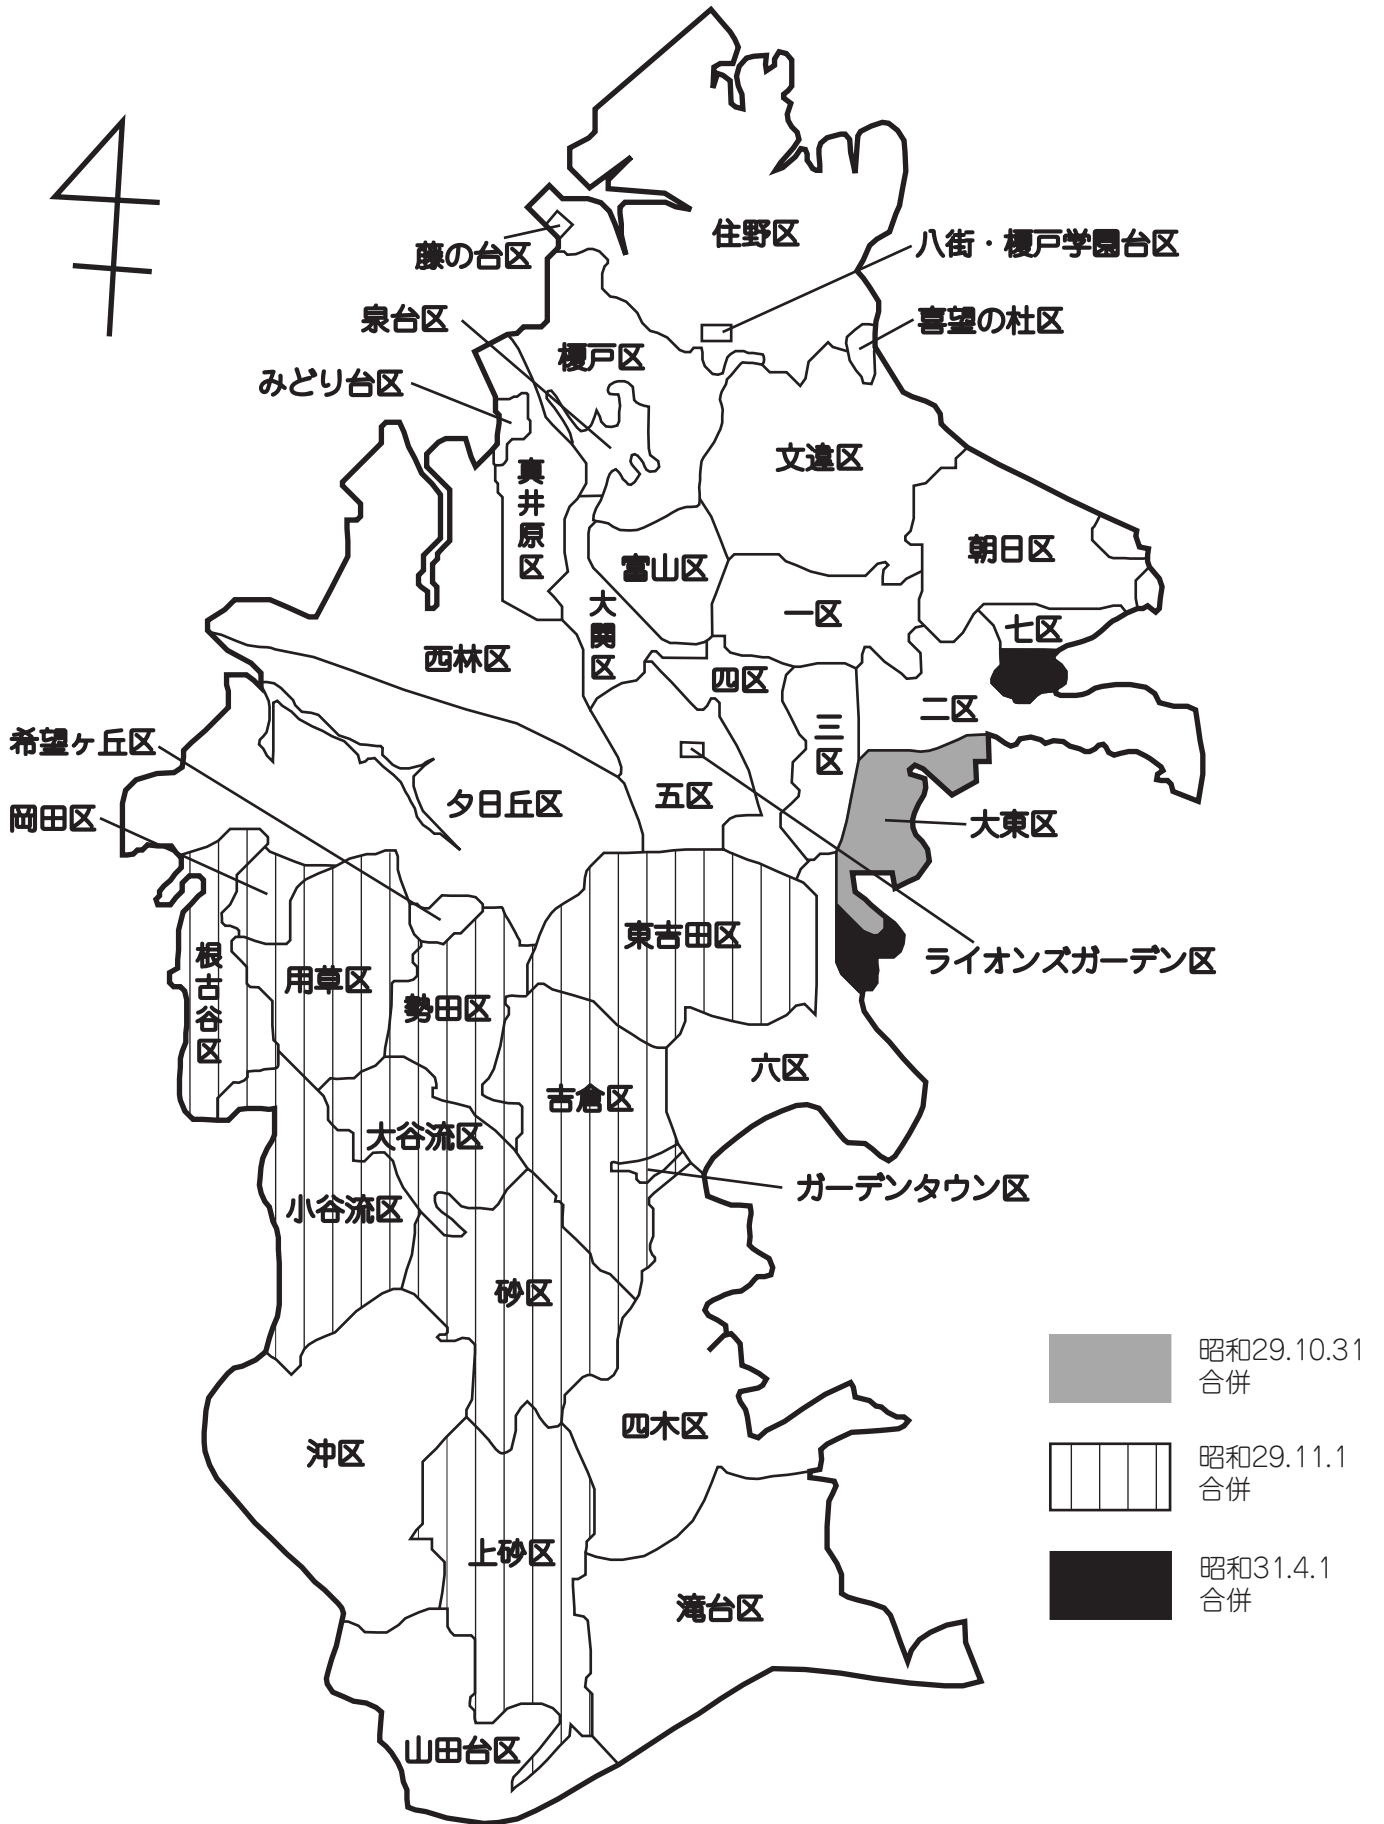 住野区
八街・榎戸学園台区
藤の台区
泉台区
喜望の杜区
榎戸区
みどり台区
文違区
真井原区
朝日区
富山区
大関区
一区
七区
西林区
四区
二区
三区
希望ヶ丘区
五区
夕日丘区
岡田区
大東区
東吉田区
ライオンズガーデン区
根古谷区
用草区
勢田区
六区
吉倉区
大谷流区
ガーデンタウン区
小谷流区
砂区
昭和29.10.31
合併
四木区
沖区
昭和29.11.1
合併
上砂区
昭和31.4.1
合併
滝台区
山田台区